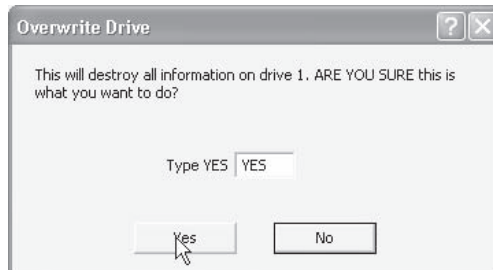 Overwrite Drive
This will destroy all information on drive 1. ARE YOU SURE this is
what you want to do?
Type YES YES
Yes No